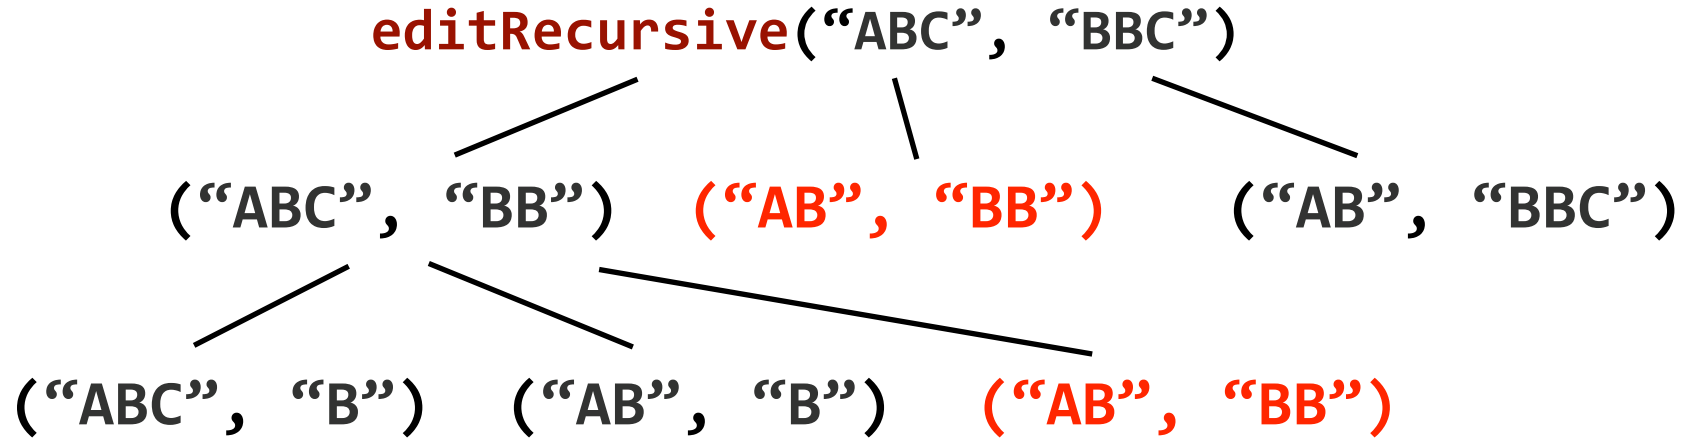 editRecursive(“ABC”, “BBC”)
(“ABC”, “BB”) (“AB”, “BB”) (“AB”, “BBC”)
(“ABC”, “B”) (“AB”, “B”) (“AB”, “BB”)